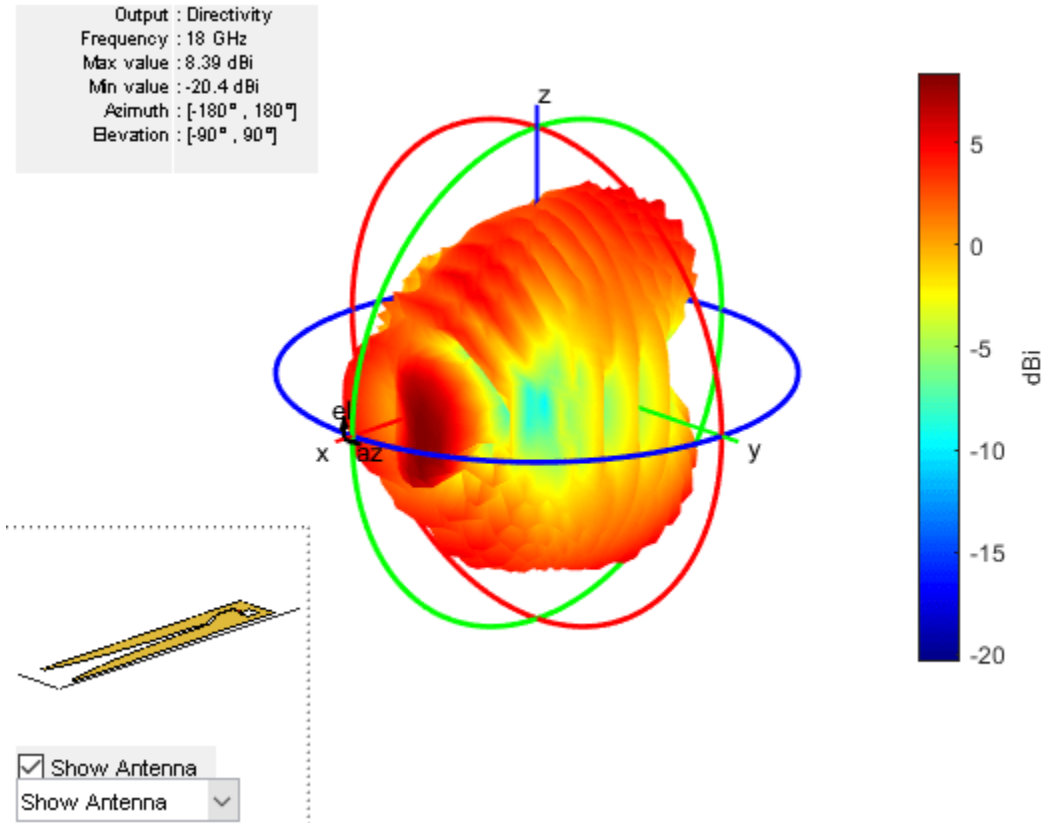 Output : Directivity
Frequency : 18 GHz
Max value : 8.39 dBi
Min value : -20.4 dBi
Azimuth : [-180° , 180°]
Elevation : [-90° , 90°]
z
el
x
az
y
5
0
-5
-10
-15
-20
dBi
Show Antenna
Show Antenna